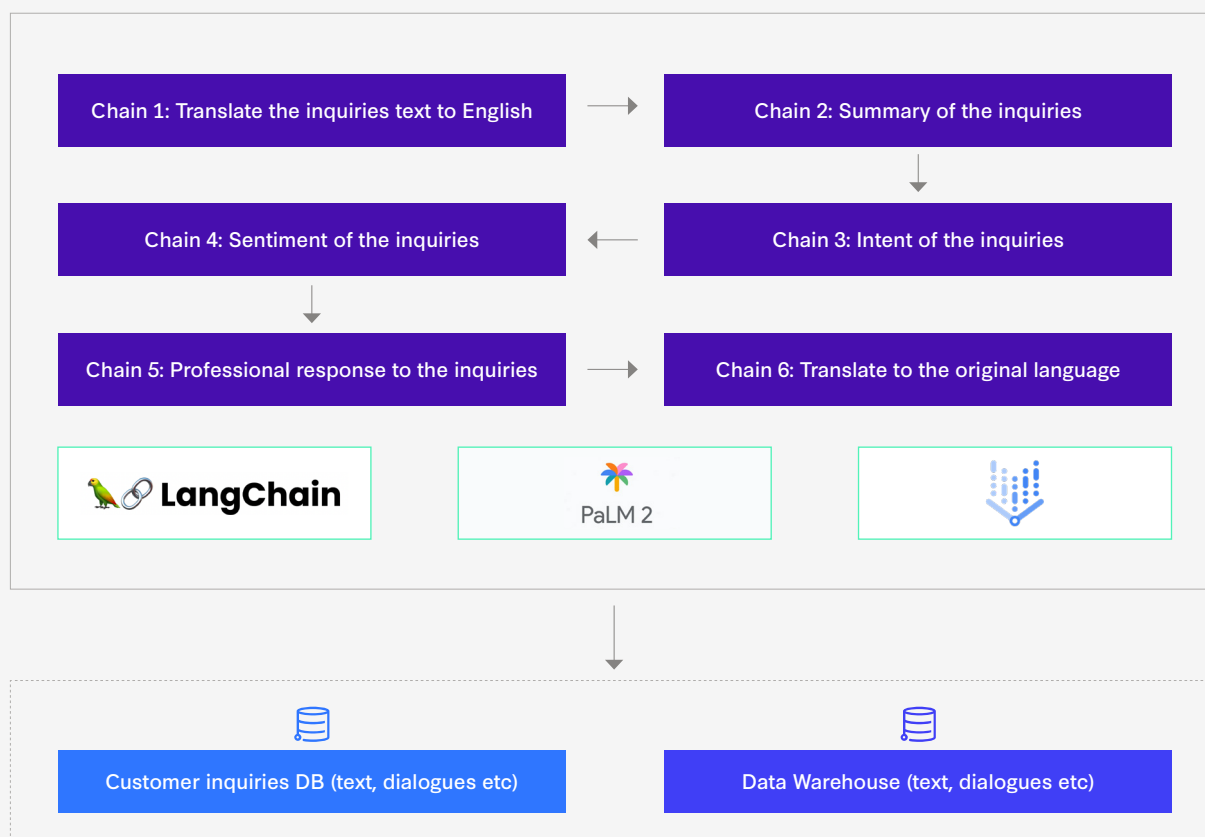 Chain 1: Translate the inquiries text to English
Chain 2: Summary of the inquiries
Chain 4: Sentiment of the inquiries
Chain 3: Intent of the inquiries
Chain 5: Professional response to the inquiries
Chain 6: Translate to the original language
LangChain
PaLM 2
Customer inquiries DB (text, dialogues etc)
Data Warehouse (text, dialogues etc)